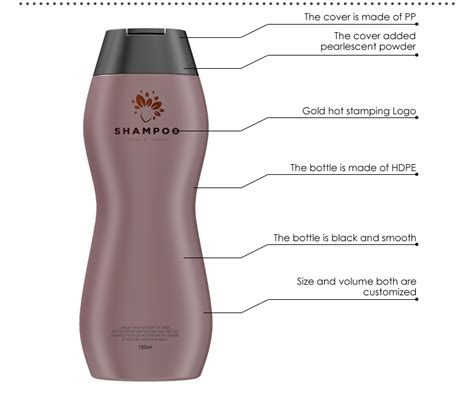 The cover is made of PP
The cover added
pearlescent powder
Gold hot stamping Logo
SHAMPOO
The bottle is made of HDPE
The bottle is black and smooth
Size and volume both are
customized
100ml